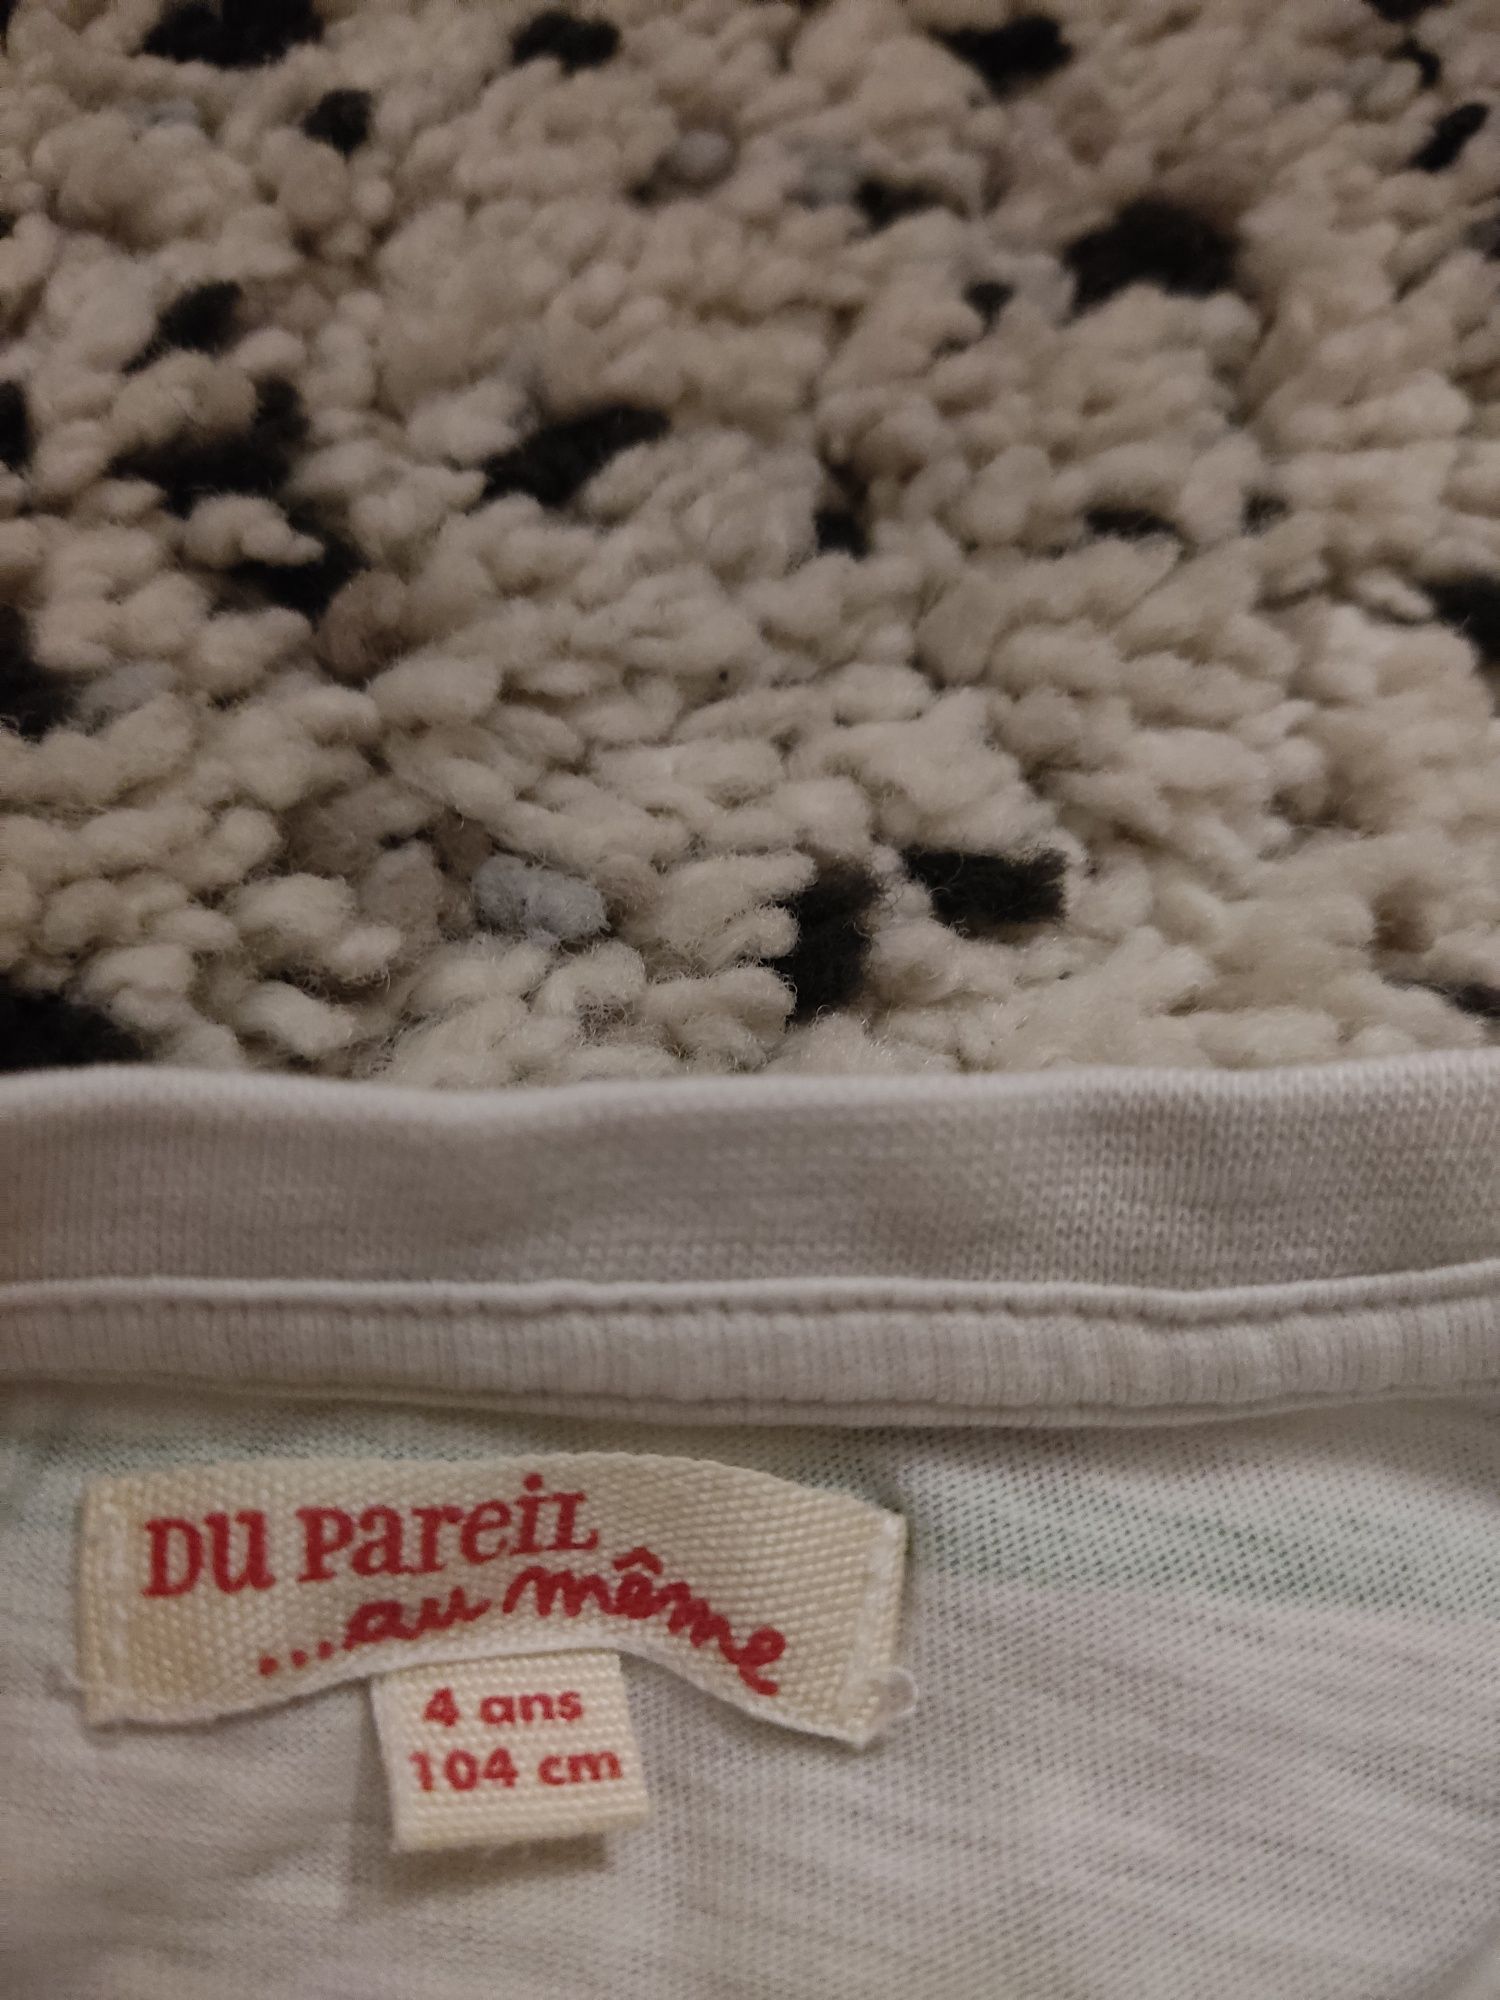 DU PareiL
...au même
4 ans
104 cm